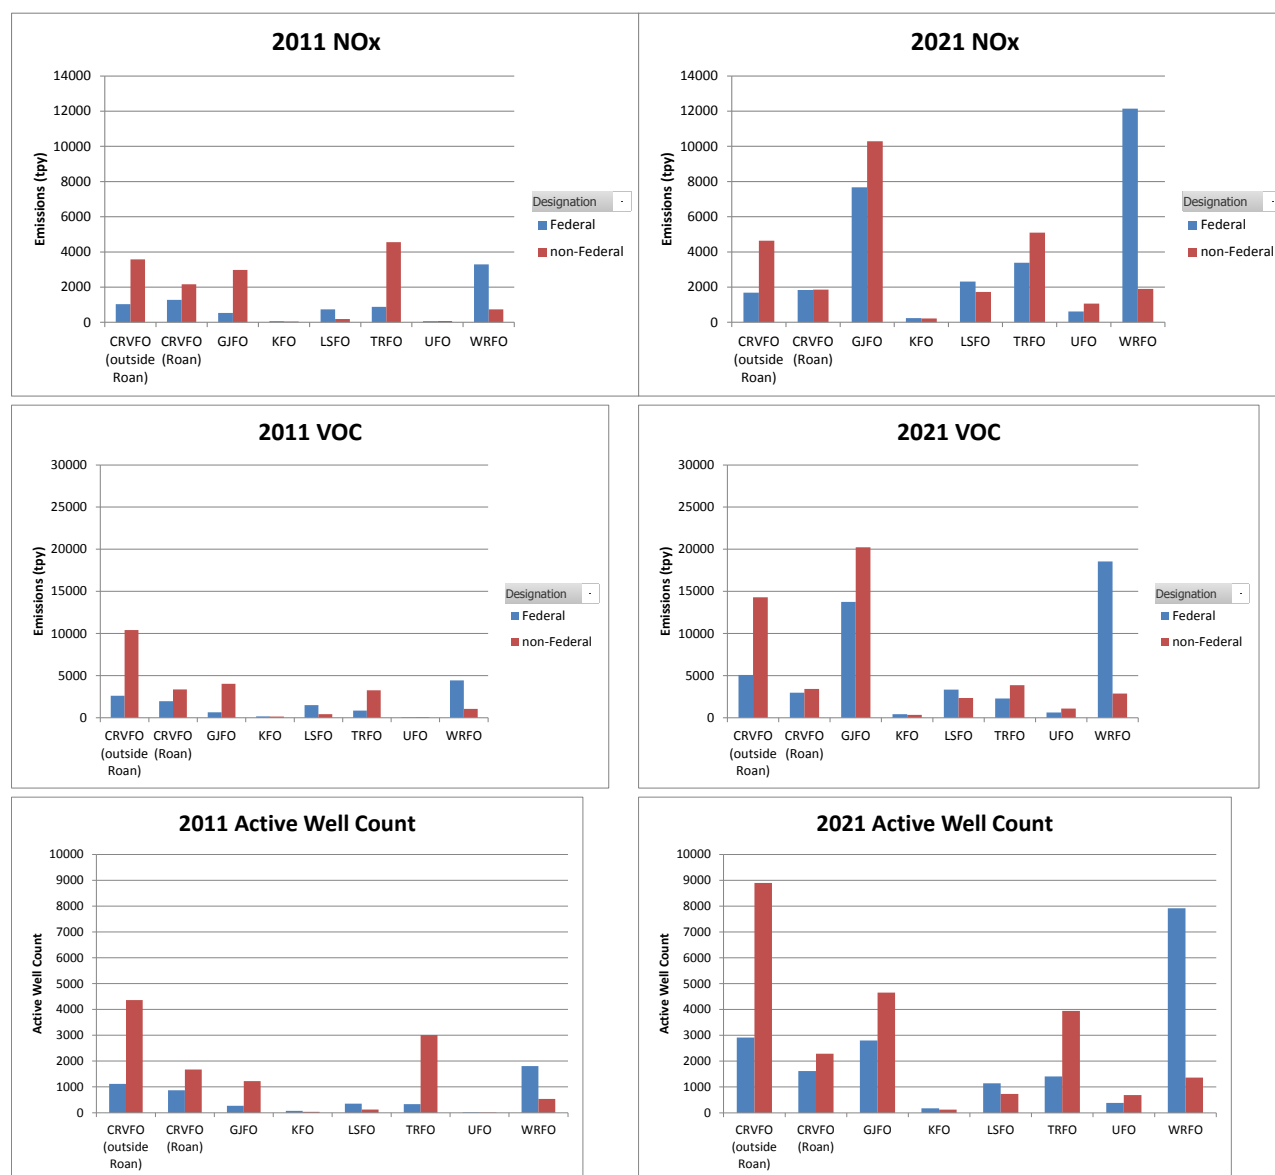 2011 NOx
14000
12000
10000
8000
6000
4000
2000
0
Emissions (tpy)
CRVFO (outside Roan)
CRVFO (Roan)
GJFO
KFO
LSFO
TRFO
UFO
WRFO
Designation
Federal
non-Federal
2021 NOx
14000
12000
10000
8000
6000
4000
2000
0
Emissions (tpy)
CRVFO (outside Roan)
CRVFO (Roan)
GJFO
KFO
LSFO
TRFO
UFO
WRFO
Designation
Federal
non-Federal
2011 VOC
30000
25000
20000
15000
10000
5000
0
Emissions (tpy)
CRVFO (outside Roan)
CRVFO (Roan)
GJFO
KFO
LSFO
TRFO
UFO
WRFO
Designation
Federal
non-Federal
2021 VOC
30000
25000
20000
15000
10000
5000
0
Emissions (tpy)
CRVFO (outside Roan)
CRVFO (Roan)
GJFO
KFO
LSFO
TRFO
UFO
WRFO
Designation
Federal
non-Federal
2011 Active Well Count
10000
9000
8000
7000
6000
5000
4000
3000
2000
1000
0
Active Well Count
CRVFO (outside Roan)
CRVFO (Roan)
GJFO
KFO
LSFO
TRFO
UFO
WRFO
2021 Active Well Count
10000
9000
8000
7000
6000
5000
4000
3000
2000
1000
0
Active Well Count
CRVFO (outside Roan)
CRVFO (Roan)
GJFO
KFO
LSFO
TRFO
UFO
WRFO